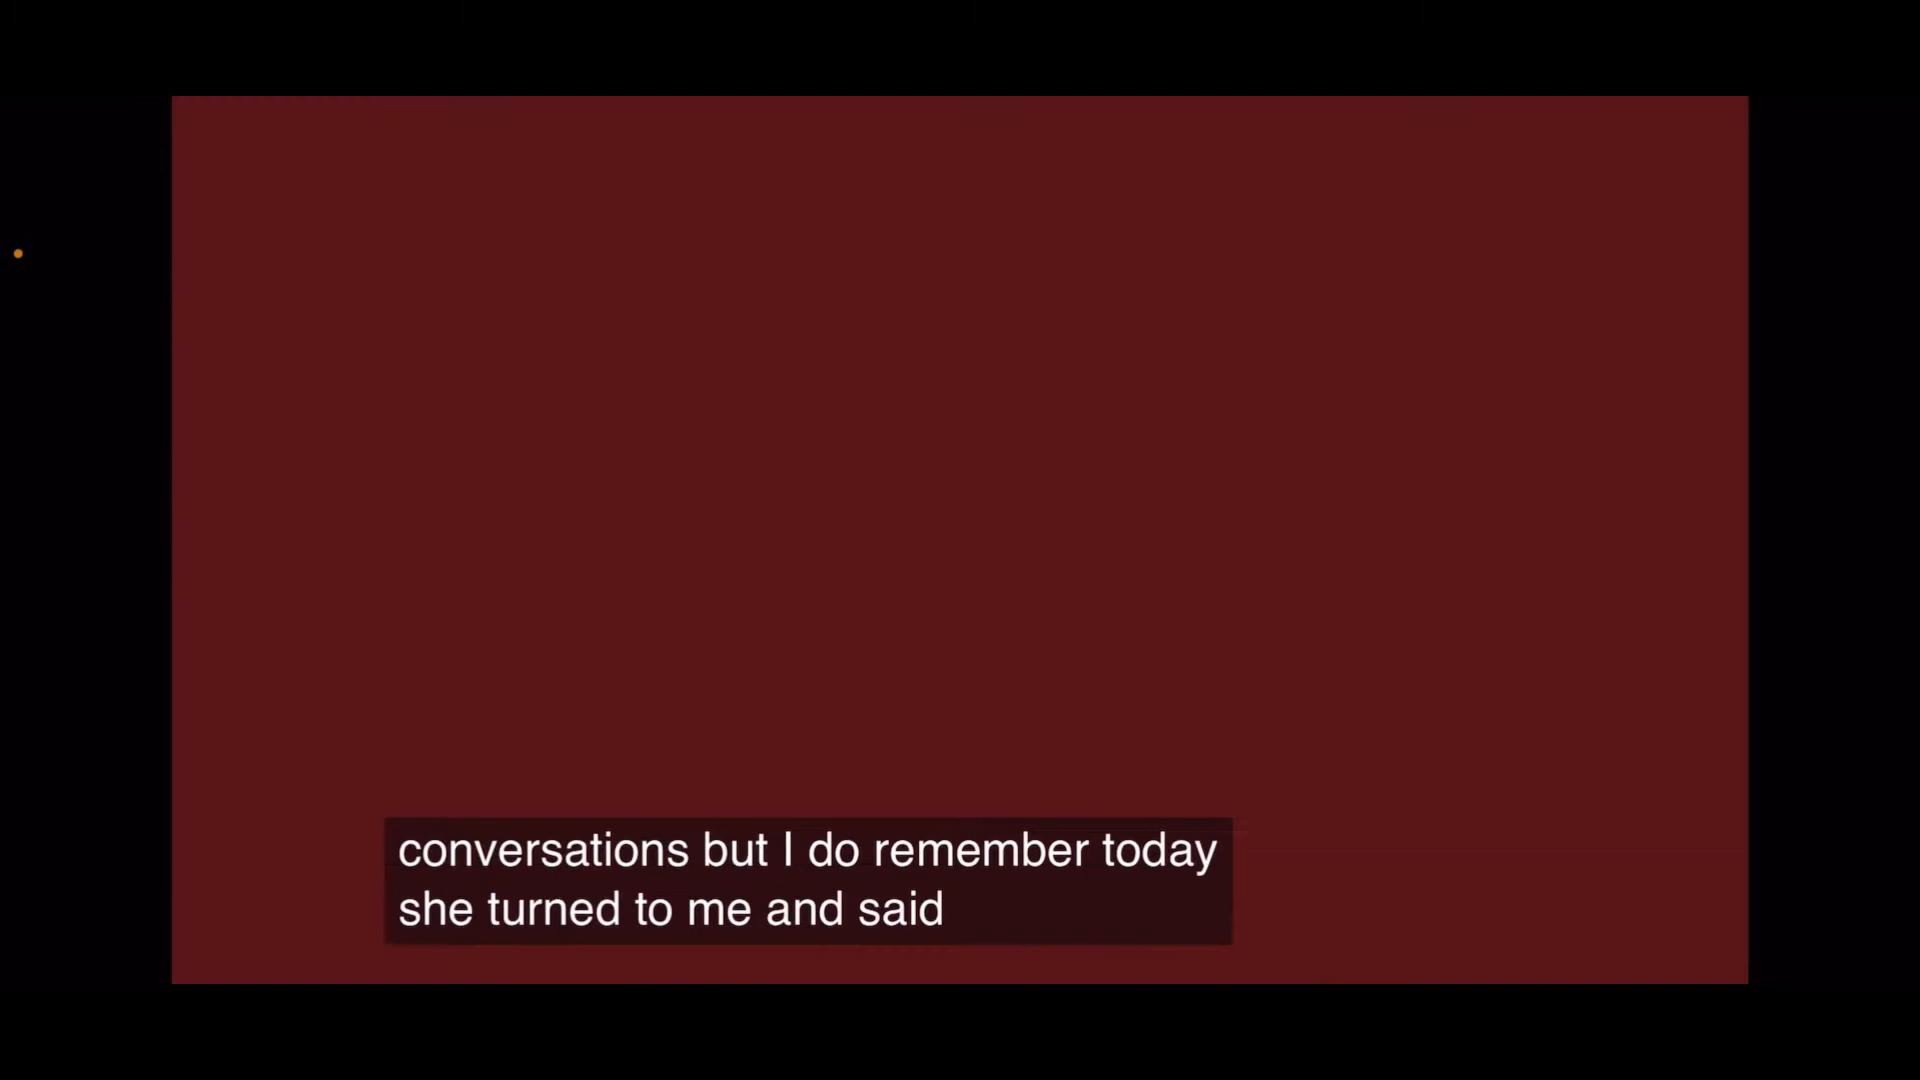 conversations but I do remember today
she turned to me and said